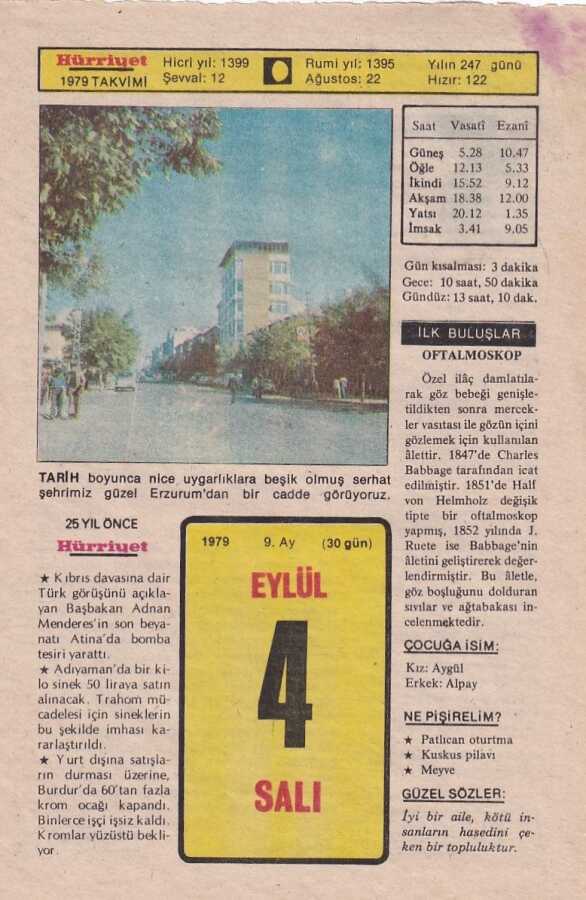 Hürriyet
1979 TAKVİMİ
Hicri yıl: 1399
Şevval: 12
Rumi yıl: 1395
Ağustos: 22
Yılın 247 günü
Hızır: 122
Saat Vasatî Ezanî
Güneş 5.28 10.47
Öğle 12.13 5.33
İkindi 15.52 9.12
Akşam 18.38 12.00
Yatsı 20.12 1.35
İmsak 3.41 9.05
Gün kısalması: 3 dakika
Gece: 10 saat, 50 dakika
Gündüz: 13 saat, 10 dak.
TARİH boyunca nice uygarlıklara beşik olmuş serhat
şehrimiz güzel Erzurum'dan bir cadde görüyoruz.
İLK BULUŞLAR
OFTALMOSKOP
Özel ilâç damlatıla-
rak göz bebeği genişle-
tildikten sonra mercek-
ler vasıtası ile gözün içini
gözlemek için kullanılan
âlettir. 1847'de Charles
Babbage tarafından icat
edilmiştir. 1851'de Half
von Helmholz değişik
tipte bir oftalmoskop
yapmış, 1852 yılında J.
Ruete ise Babbage'nin
âletini geliştirerek değer-
lendirmiştir. Bu âletle,
göz boşluğunu dolduran
sıvılar ve ağtabakası in-
celenmektedir.
ÇOCUĞA İSİM:
Kız: Aygül
Erkek: Alpay
NE PİŞİRELİM?
★ Patlıcan oturtma
★ Kuskus pilâvı
★ Meyve
GÜZEL SÖZLER:
İyi bir aile, kötü in-
sanların hasedini çe-
ken bir topluluktur.
25 YIL ÖNCE
Hürriyet
★ Kıbrıs davasına dair
Türk görüşünü açıkla-
yan Başbakan Adnan
Menderes'in son beya-
natı Atina'da bomba
tesiri yarattı.
★ Adıyaman'da bir ki-
lo sinek 50 liraya satın
alınacak. Trahom mü-
cadelesi için sineklerin
bu şekilde imhası ka-
rarlaştırıldı.
★ Yurt dışına satışla-
rın durması üzerine,
Burdur'da 60'tan fazla
krom ocağı kapandı.
Binlerce işçi işsiz kaldı.
Kromlar yüzüstü bekli-
yor.
1979 9. Ay (30 gün)
EYLÜL
4
SALI